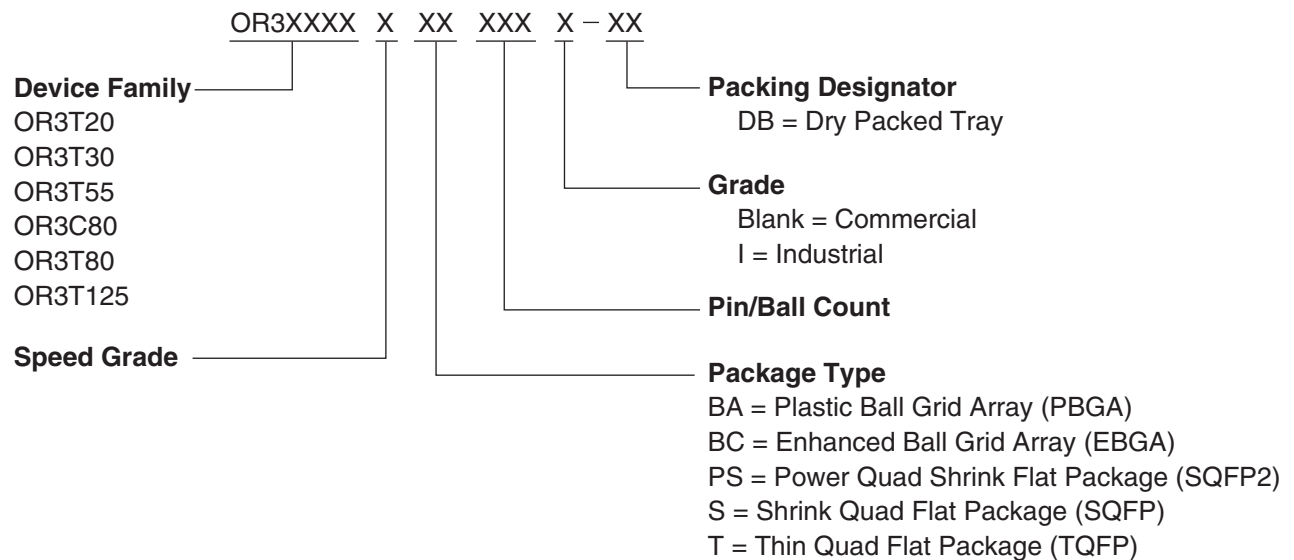 OR3XXXX X XX XXX X – XX
Device Family
OR3T20
OR3T30
OR3T55
OR3C80
OR3T80
OR3T125
Speed Grade
Packing Designator
DB = Dry Packed Tray
Grade
Blank = Commercial
I = Industrial
Pin/Ball Count
Package Type
BA = Plastic Ball Grid Array (PBGA)
BC = Enhanced Ball Grid Array (EBGA)
PS = Power Quad Shrink Flat Package (SQFP2)
S = Shrink Quad Flat Package (SQFP)
T = Thin Quad Flat Package (TQFP)